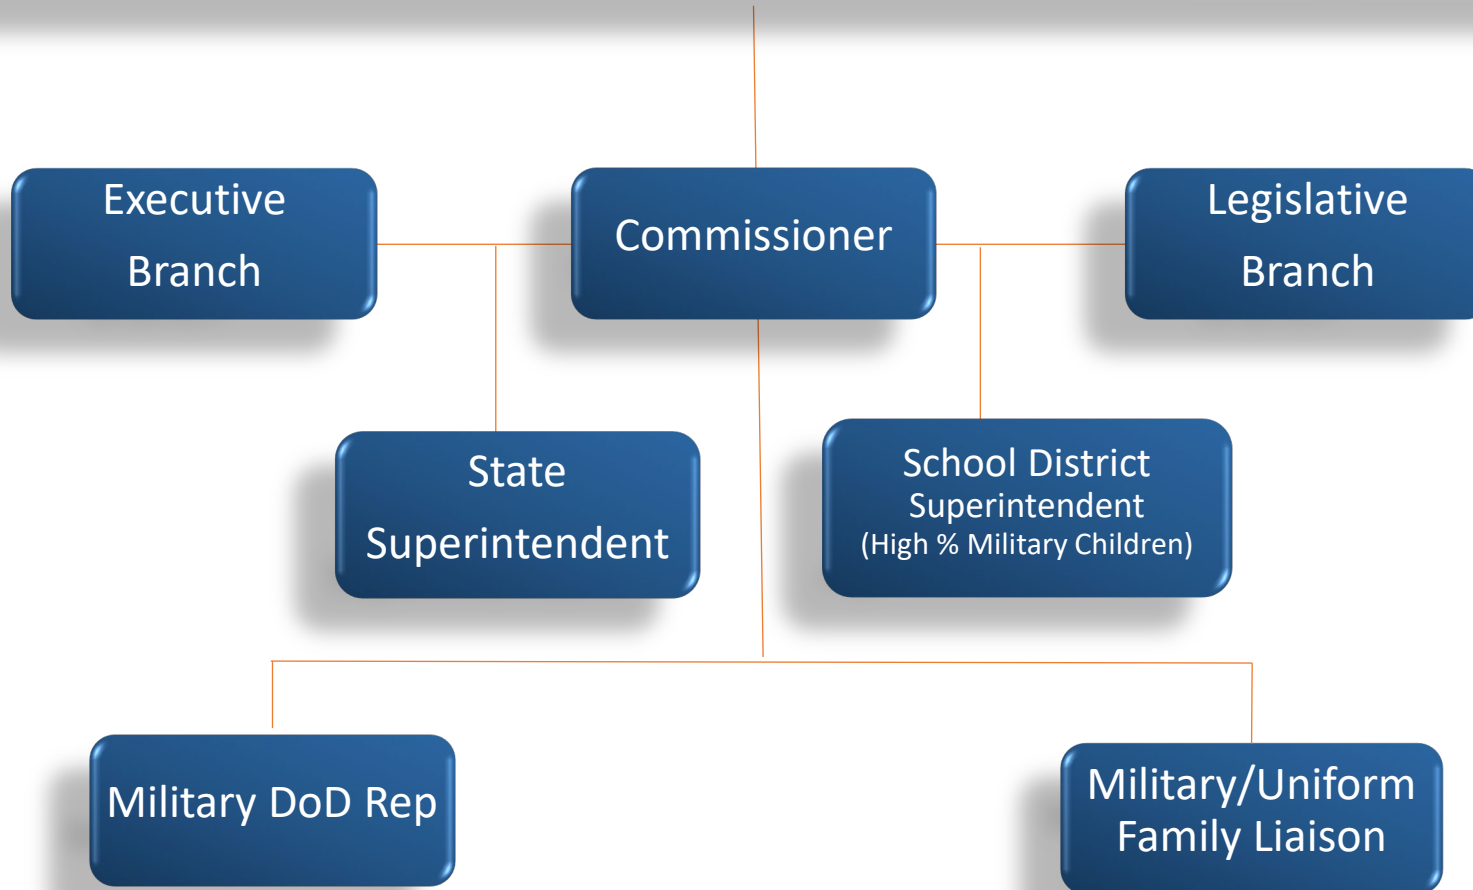 Executive
Branch
Commissioner
Legislative
Branch
State
Superintendent
School District
Superintendent
(High % Military Children)
Military DoD Rep
Military/Uniform
Family Liaison